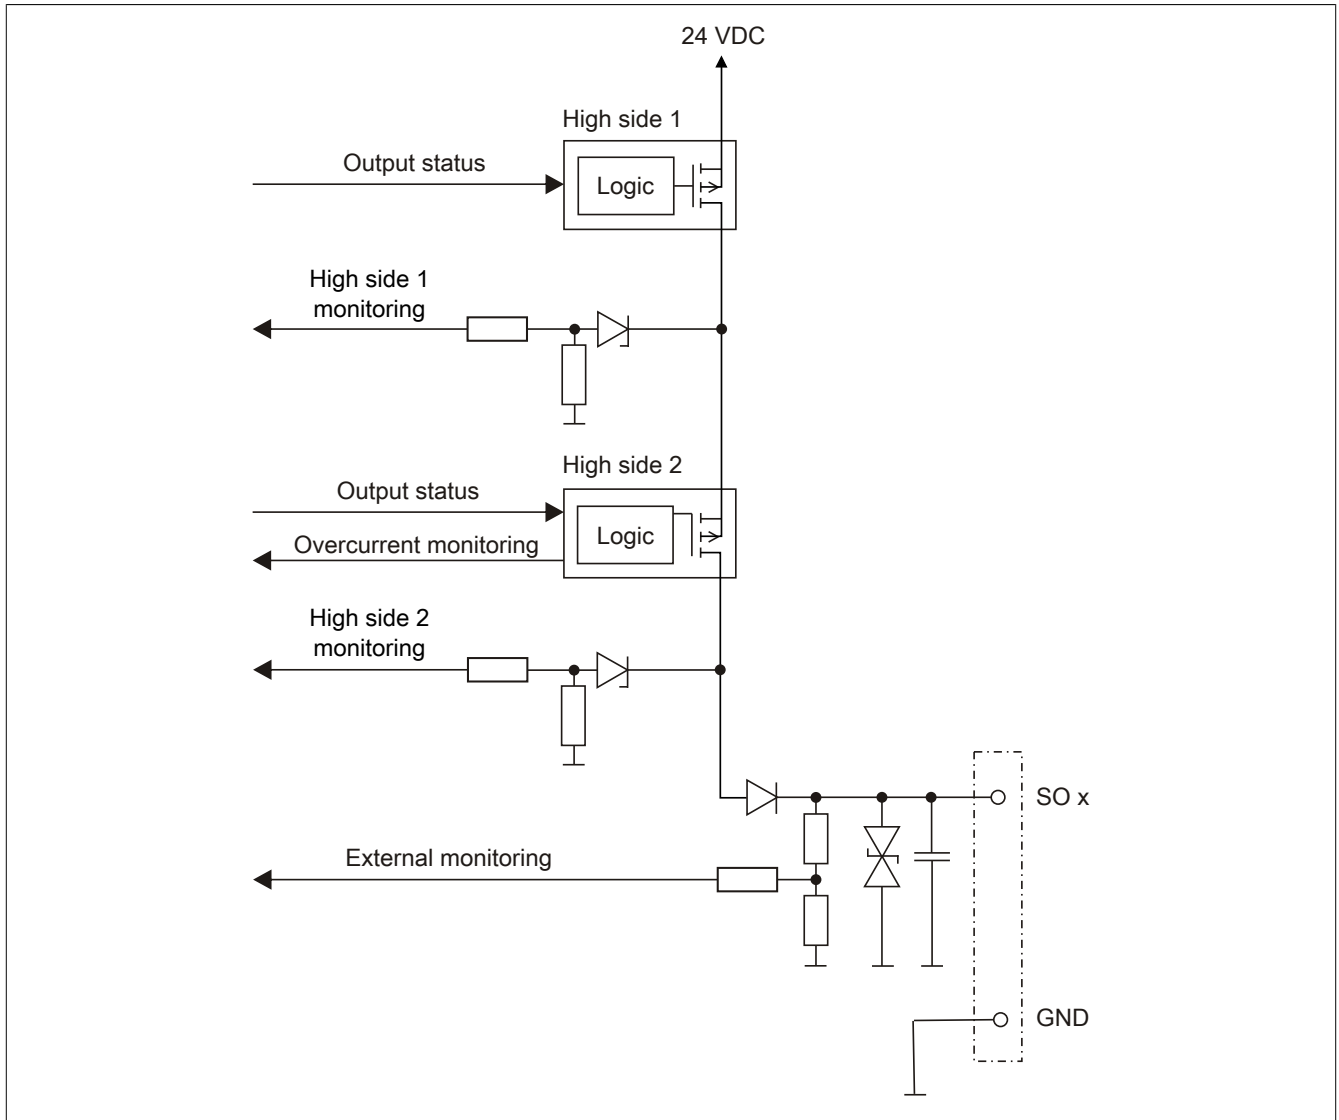 24 VDC
High side 1
Output status
Logic
High side 1
monitoring
High side 2
Output status
Logic
Overcurrent monitoring
High side 2
monitoring
SO x
External monitoring
GND